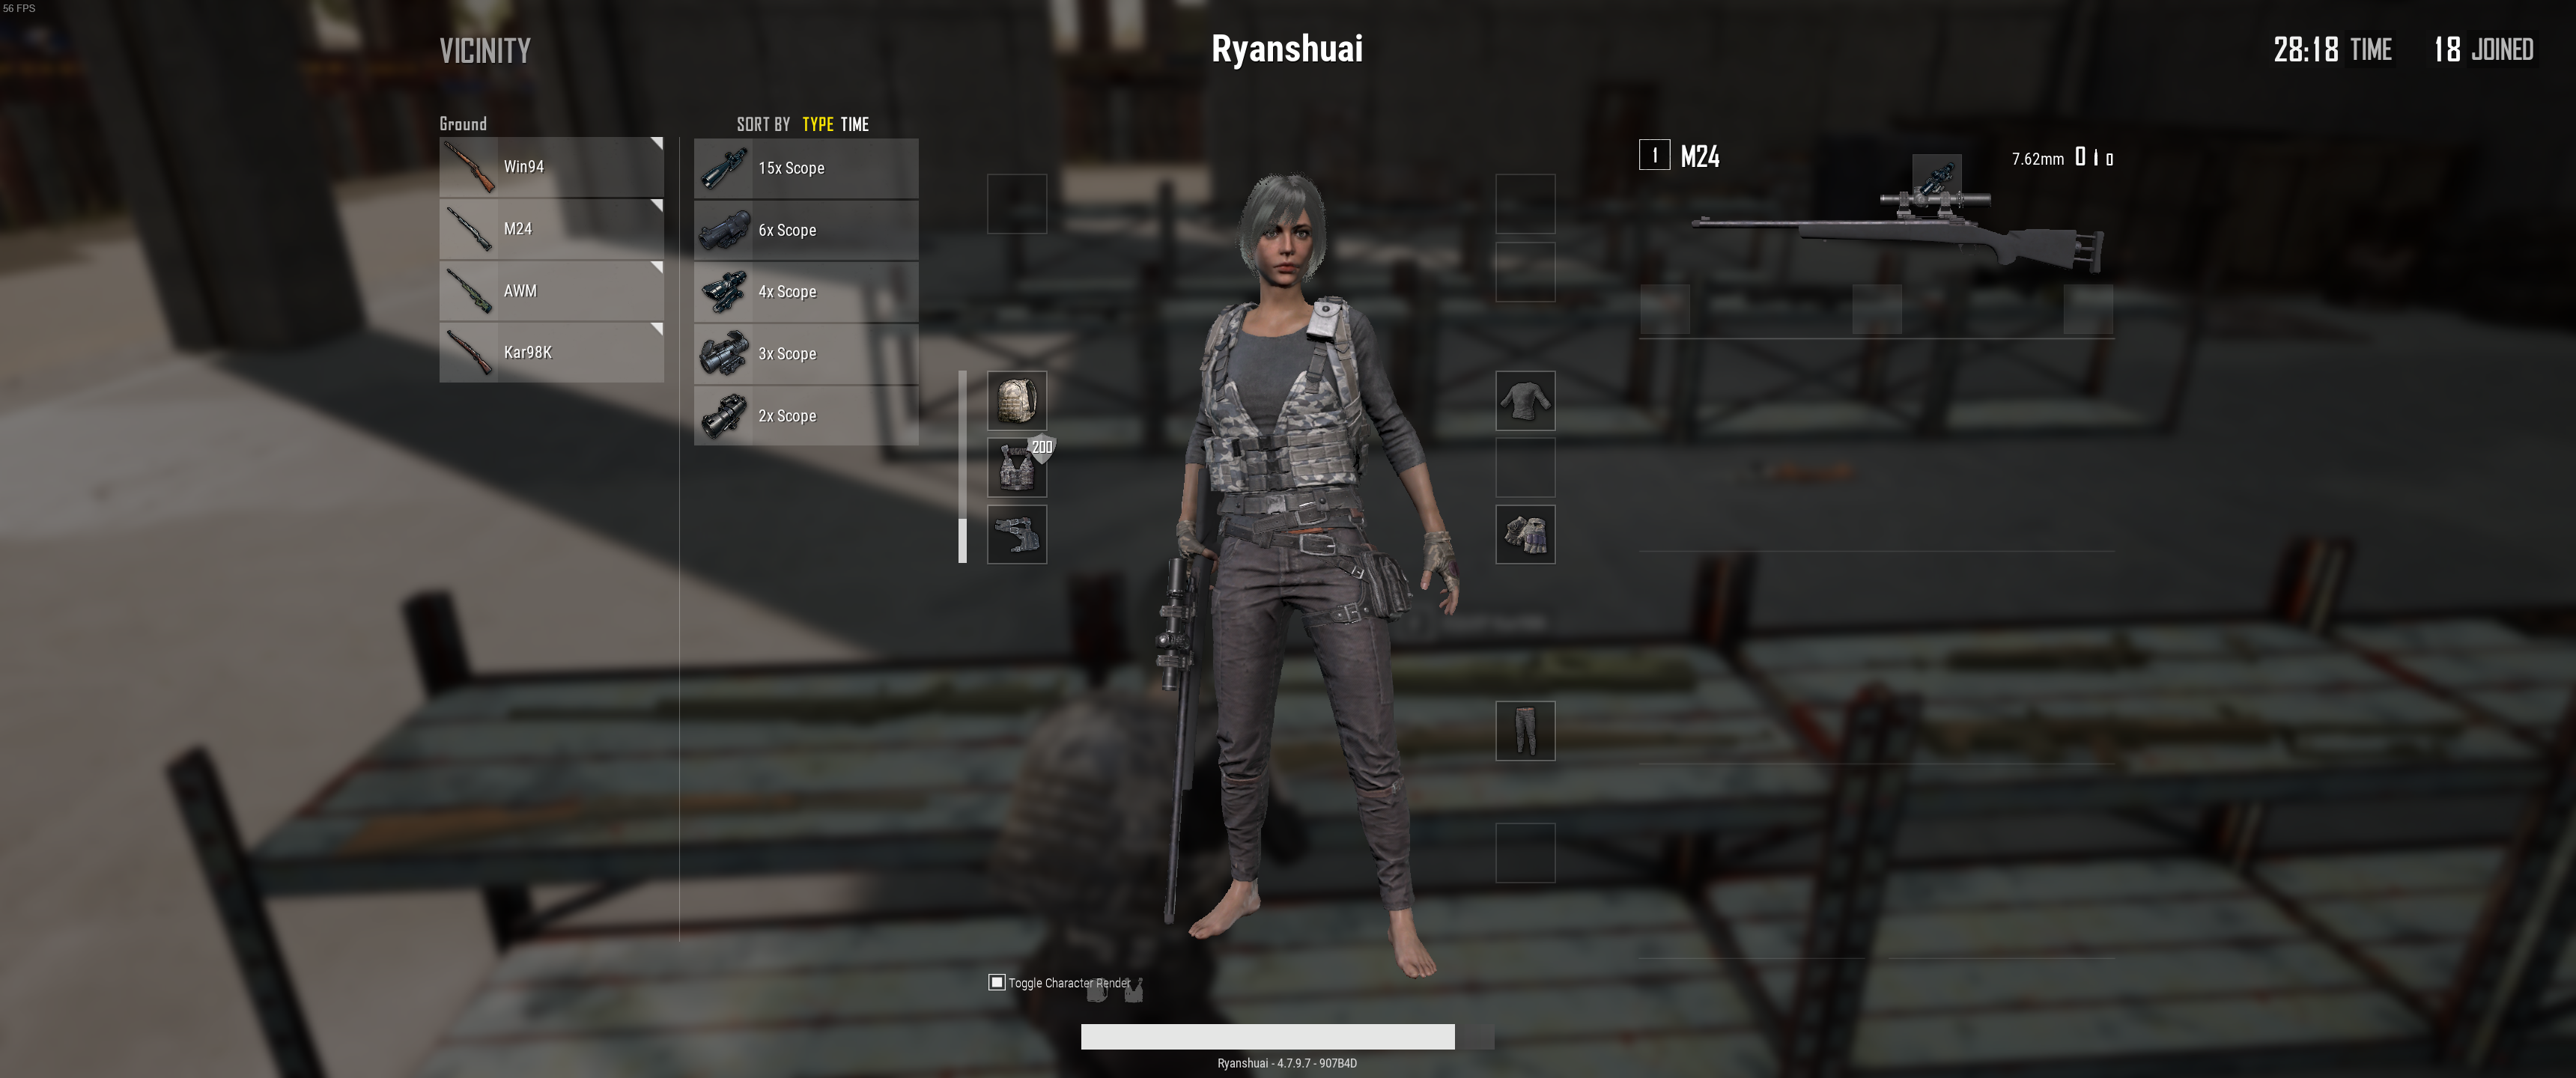 56 FPS
VICINITY
Ryanshuai
28:18 TIME 18 JOINED
Ground
SORT BY TYPE TIME
Win94
M24
AWM
Kar98K
15x Scope
6x Scope
4x Scope
3x Scope
2x Scope
200
1 M24
7.62mm 0
Toggle Character Render
Ryanshuai - 4.7.9.7 - 907B4D